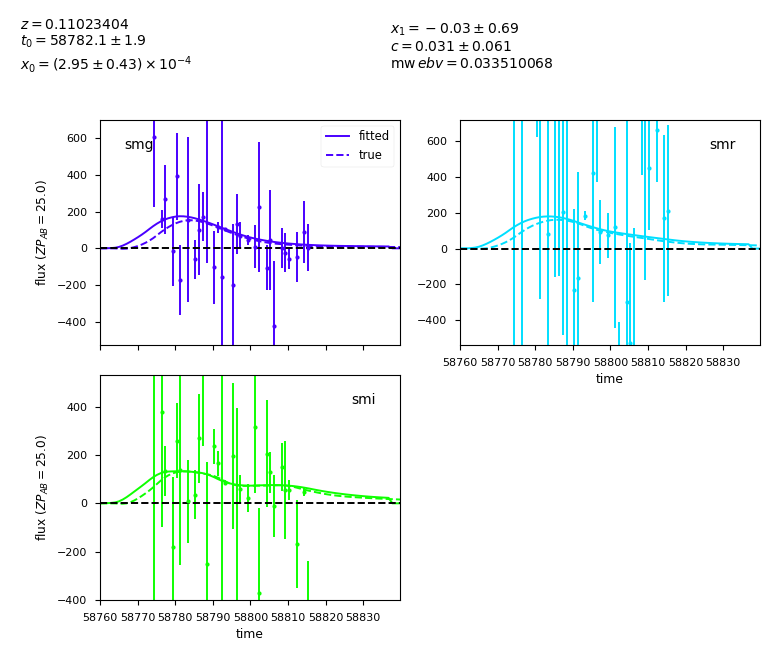 z = 0.11023404
t₀ = 58782.1 ± 1.9
x₀ = (2.95 ± 0.43) × 10⁻⁴
x₁ = −0.03 ± 0.69
c = 0.031 ± 0.061
mw ebv = 0.033510068
smg
fitted
true
600
400
200
0
−200
−400
flux (ZP_AB = 25.0)
smr
600
400
200
0
−200
−400
58760 58770 58780 58790 58800 58810 58820 58830
time
smi
400
200
0
−200
−400
flux (ZP_AB = 25.0)
58760 58770 58780 58790 58800 58810 58820 58830
time